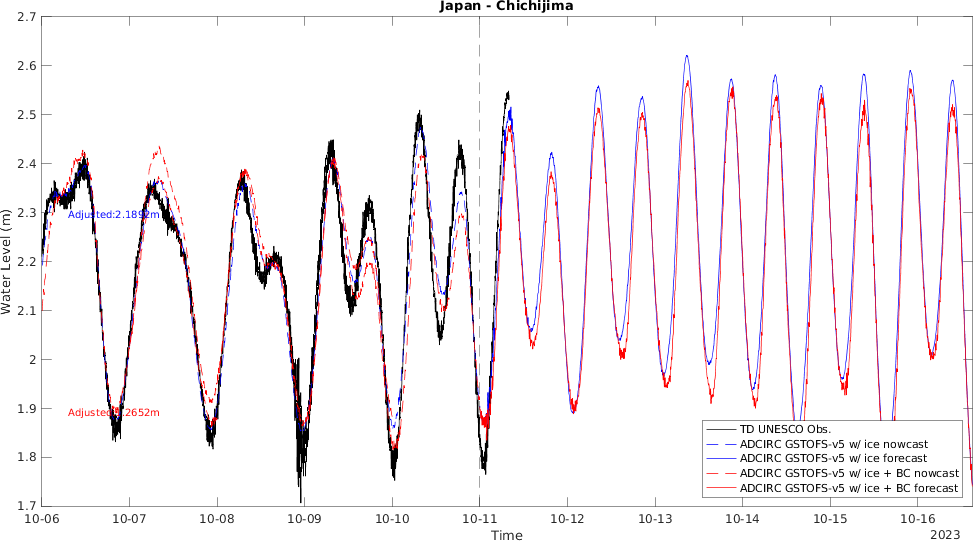 Japan - Chichijima
2.7
2.6
2.5
2.4
2.3
2.2
2.1
2
1.9
1.8
1.7
Water Level (m)
Adjusted:2.1892m
2652m
10-06
10-07
10-08
10-09
10-10
10-11
10-12
10-13
10-14
10-15
10-16
Time
2023
TD UNESCO Obs.
ADCIRC GSTOFS-v5 w/ ice nowcast
ADCIRC GSTOFS-v5 w/ ice forecast
ADCIRC GSTOFS-v5 w/ ice + BC nowcast
ADCIRC GSTOFS-v5 w/ ice + BC forecast